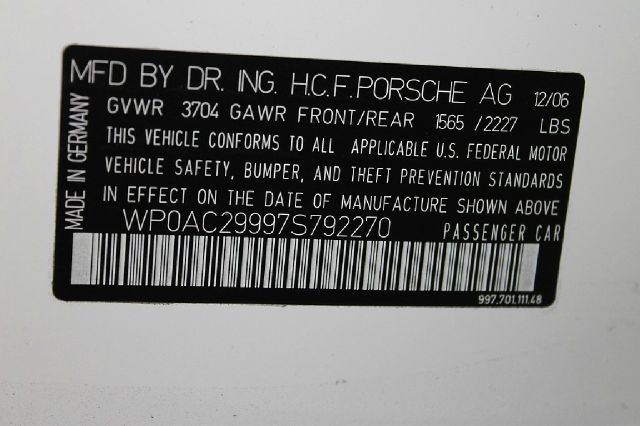 MFD BY DR. ING. H.C.F. PORSCHE AG 12/06
GVWR 3704 GAWR FRONT/REAR 1565 /2227 LBS
THIS VEHICLE CONFORMS TO ALL APPLICABLE U.S. FEDERAL MOTOR
VEHICLE SAFETY, BUMPER, AND THEFT PREVENTION STANDARDS
IN EFFECT ON THE DATE OF MANUFACTURE SHOWN ABOVE
WP0AC29997S792270 PASSENGER CAR
997.701.111.48
MADE IN GERMANY